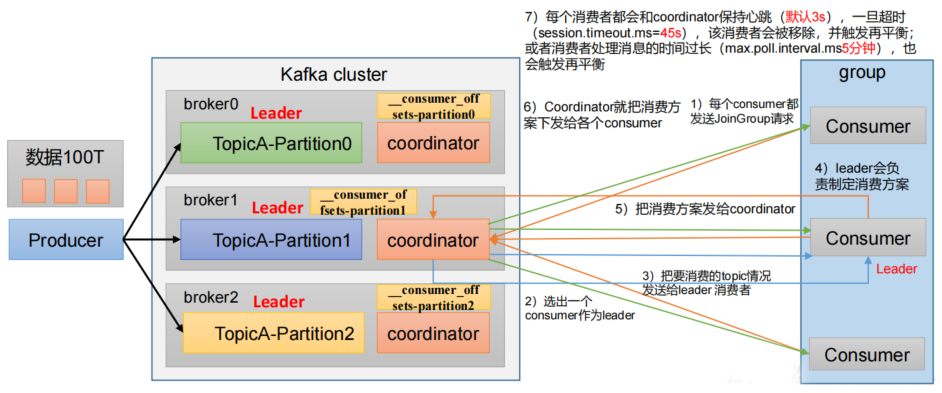 7）每个消费者都会和coordinator保持心跳（默认3s），一旦超时
（session.timeout.ms=45s），该消费者会被移除，并触发再平衡；
或者消费者处理消息的时间过长（max.poll.interval.ms5分钟），也
会触发再平衡
Kafka cluster
group
broker0
Leader
__consumer_off
sets-partition0
TopicA-Partition0
coordinator
6）Coordinator就把消费方
案下发给各个consumer
1）每个consumer都
发送JoinGroup请求
Consumer
数据100T
Producer
broker1
Leader
__consumer_of
fsets-partition1
TopicA-Partition1
coordinator
5）把消费方案发给coordinator
4）leader会负
责制定消费方案
Consumer
Leader
3）把要消费的topic情况
发送给leader 消费者
2）选出一个
consumer作为leader
broker2
Leader
__consumer_off
sets-partition2
TopicA-Partition2
coordinator
Consumer